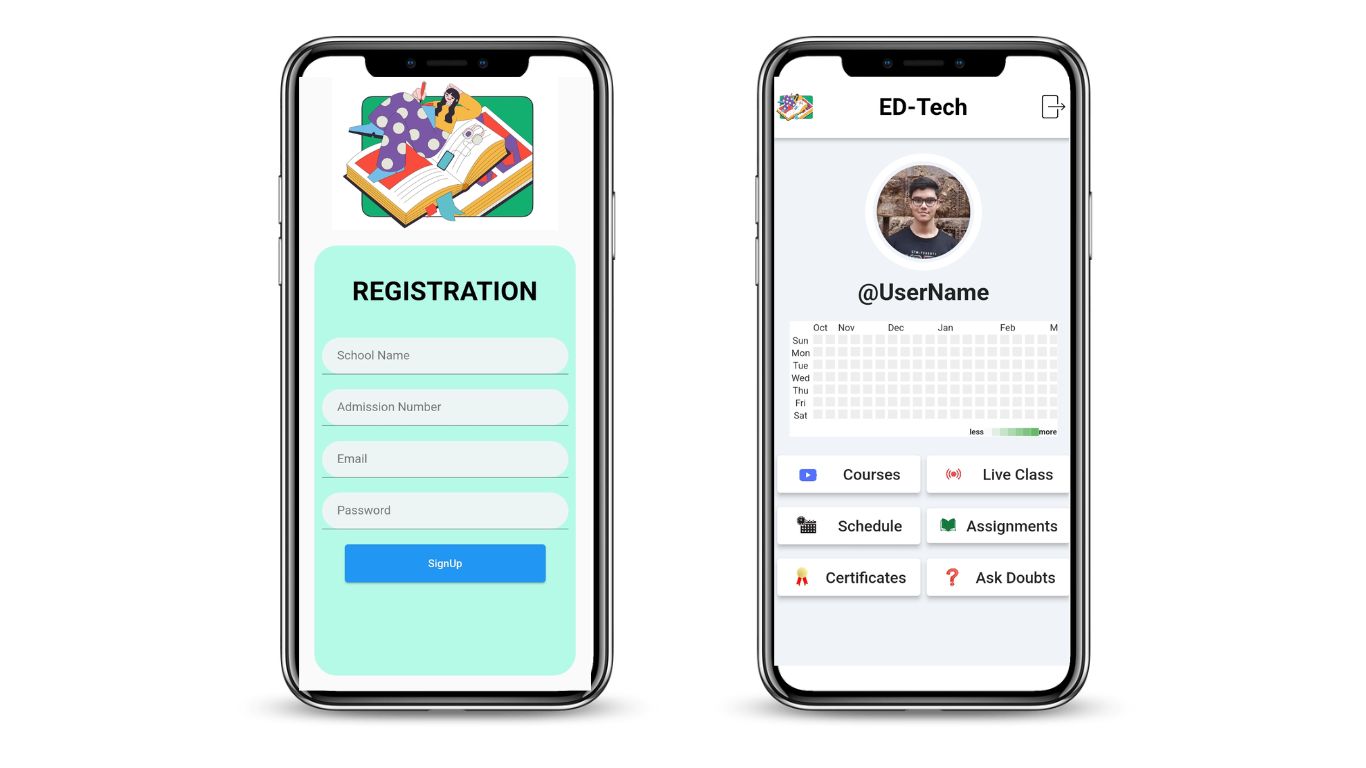 REGISTRATION
School Name
Admission Number
Email
Password
SignUp
ED-Tech
@UserName
Oct Nov Dec Jan Feb M
Sun
Mon
Tue
Wed
Thu
Fri
Sat
less more
Courses Live Class
Schedule Assignments
Certificates Ask Doubts